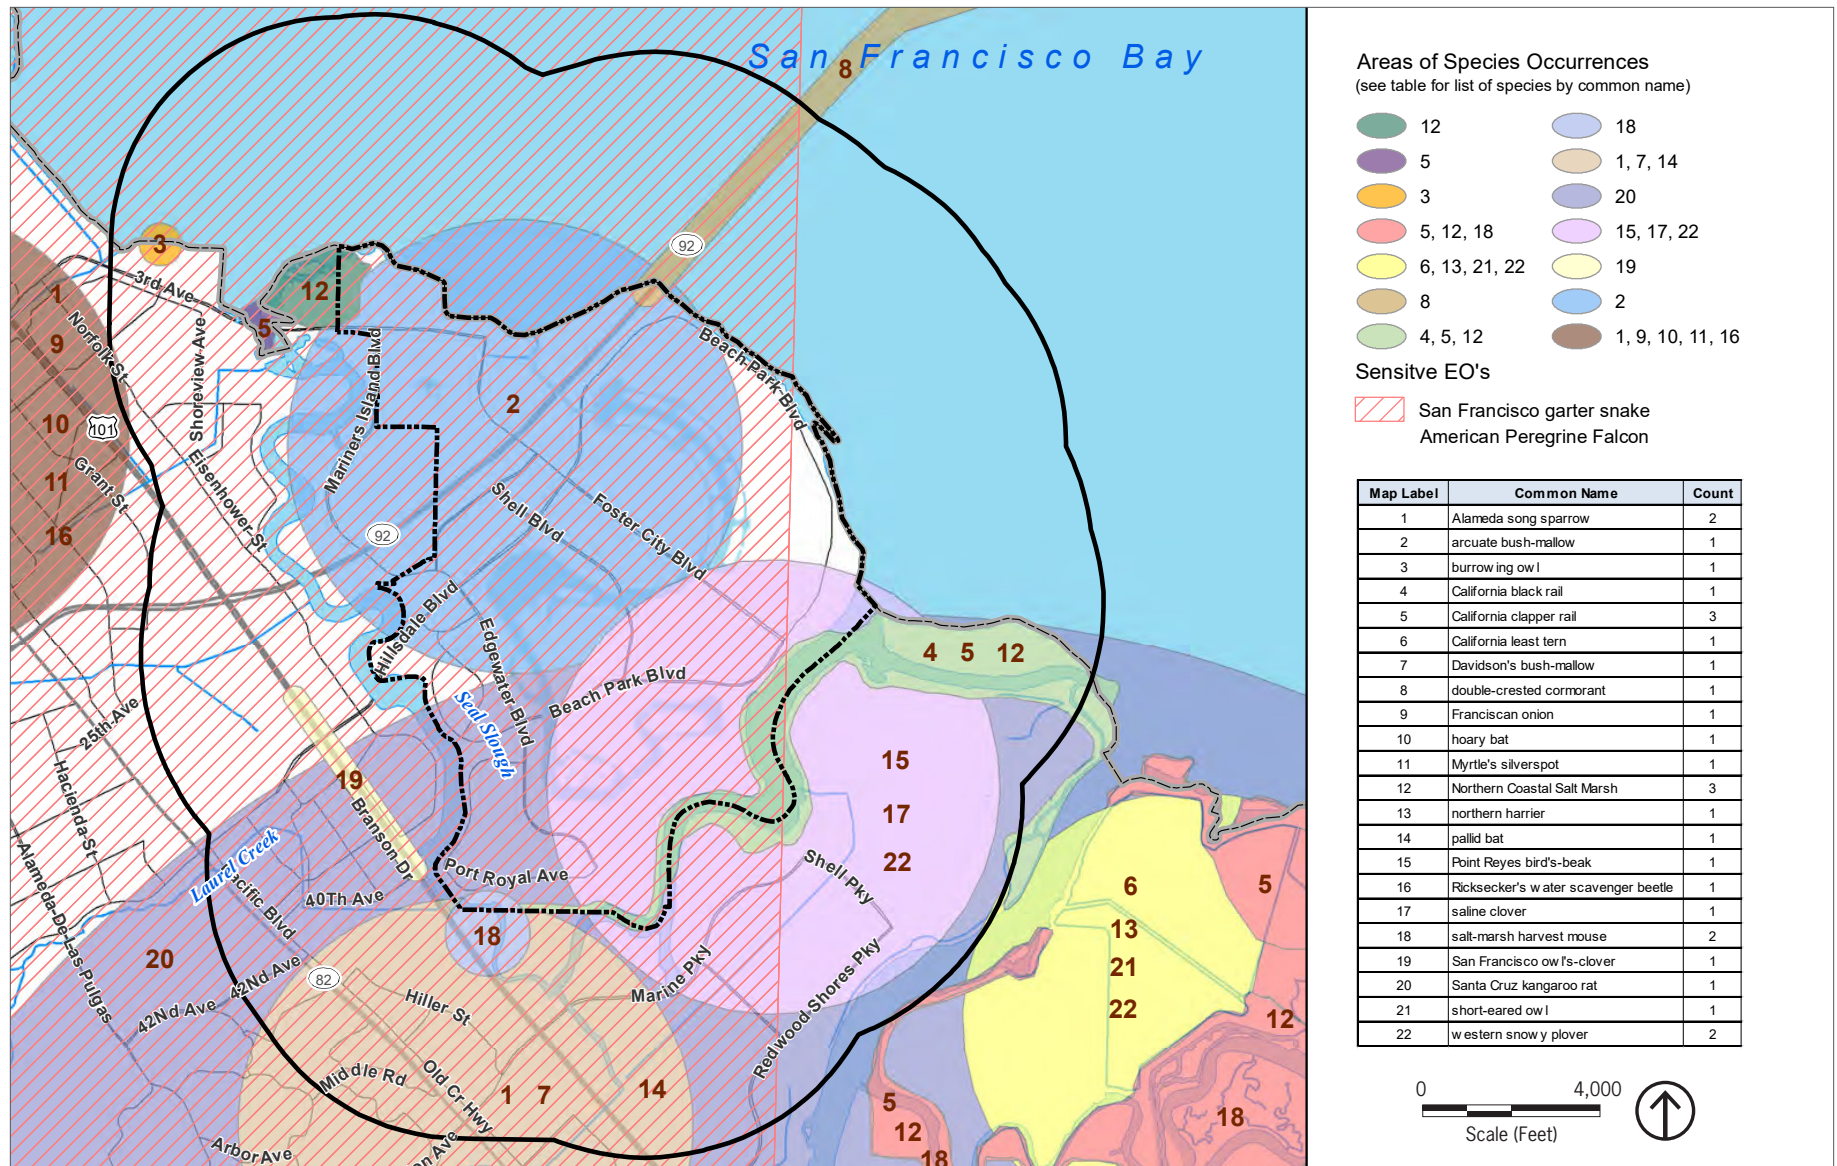 San Francisco Bay
8
92
3
12
3rd Ave
5
1
9
10
11
16
Norfolk St
101
Grant St
Shoreview Ave
Eisenhower St
Mariners Island Blvd
92
2
Beach Park Blvd
Shell Blvd
Foster City Blvd
Hillsdale Blvd
Edgewater Blvd
Beach Park Blvd
Seal Slough
4 5 12
15
17
22
25th Ave
Hacienda St
Alameda-De-Las-Pulgas
19
Branson Dr
Laurel Creek
acific Blvd
40Th Ave
Port Royal Ave
Shell Pky
18
20
42Nd Ave
42Nd Ave
82
Hiller St
Marine Pky
Redwood Shores Pky
Middle Rd
Old Cr Hwy
1 7
14
Arbor Ave
on Ave
6
13
21
22
5
12
18
5
12
18
Areas of Species Occurrences
(see table for list of species by common name)
12 18
5 1, 7, 14
3 20
5, 12, 18 15, 17, 22
6, 13, 21, 22 19
8 2
4, 5, 12 1, 9, 10, 11, 16
Sensitve EO's
San Francisco garter snake
American Peregrine Falcon
Map Label Common Name Count
1 Alameda song sparrow 2
2 arcuate bush-mallow 1
3 burrowing owl 1
4 California black rail 1
5 California clapper rail 3
6 California least tern 1
7 Davidson's bush-mallow 1
8 double-crested cormorant 1
9 Franciscan onion 1
10 hoary bat 1
11 Myrtle's silverspot 1
12 Northern Coastal Salt Marsh 3
13 northern harrier 1
14 pallid bat 1
15 Point Reyes bird's-beak 1
16 Ricksecker's water scavenger beetle 1
17 saline clover 1
18 salt-marsh harvest mouse 2
19 San Francisco owl's-clover 1
20 Santa Cruz kangaroo rat 1
21 short-eared owl 1
22 western snowy plover 2
0 4,000
Scale (Feet)